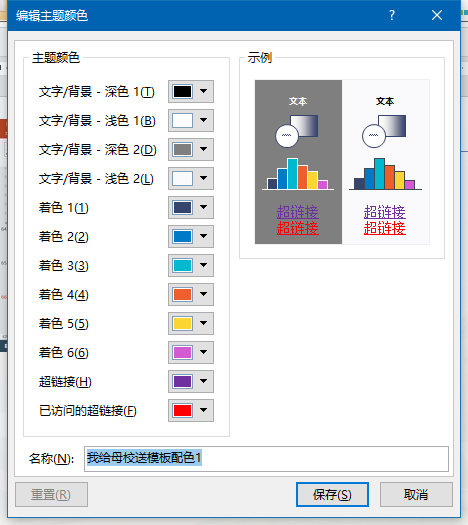 编辑主题颜色
?
主题颜色
文字/背景 - 深色 1(T)
文字/背景 - 浅色 1(B)
文字/背景 - 深色 2(D)
文字/背景 - 浅色 2(L)
着色 1(1)
着色 2(2)
着色 3(3)
着色 4(4)
着色 5(5)
着色 6(6)
超链接(H)
已访问的超链接(F)
示例
文本 文本
超链接 超链接
超链接 超链接
名称(N): 我给母校送模板配色1
重置(R) 保存(S) 取消